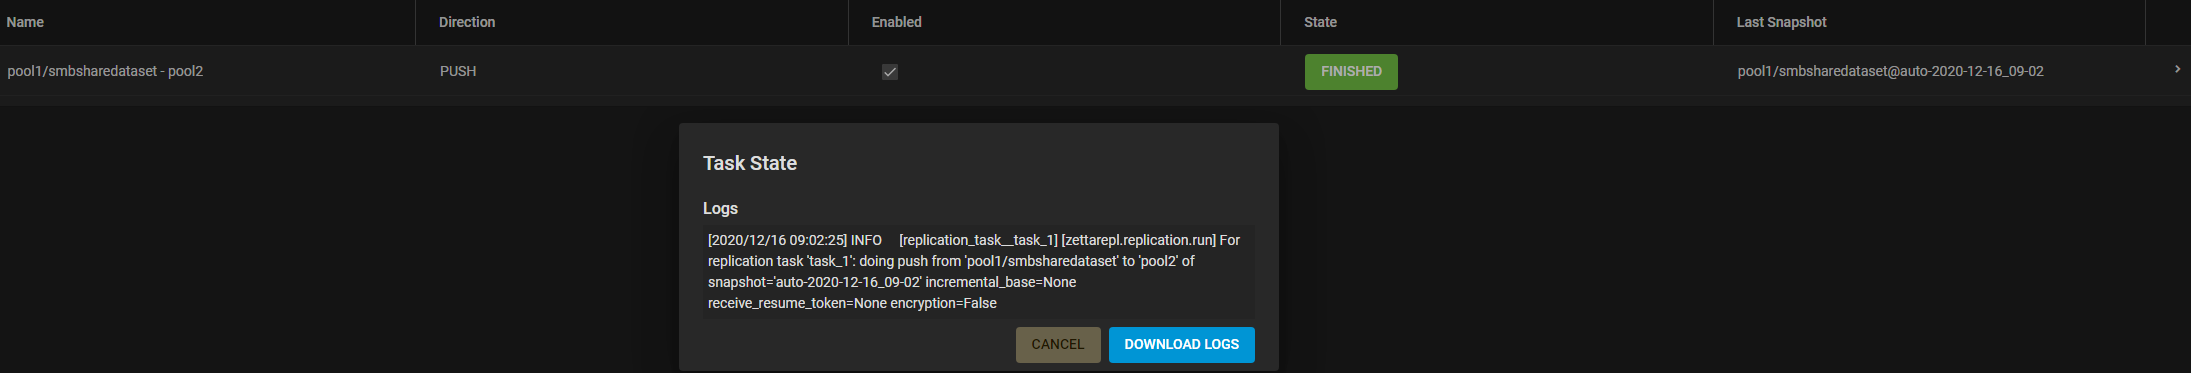 Name Direction Enabled State Last Snapshot
pool1/smbsharedataset - pool2 PUSH FINISHED pool1/smbsharedataset@auto-2020-12-16_09-02
Task State
Logs
[2020/12/16 09:02:25] INFO [replication_task__task_1] [zettarepl.replication.run] For
replication task 'task_1': doing push from 'pool1/smbsharedataset' to 'pool2' of
snapshot='auto-2020-12-16_09-02' incremental_base=None
receive_resume_token=None encryption=False
CANCEL DOWNLOAD LOGS